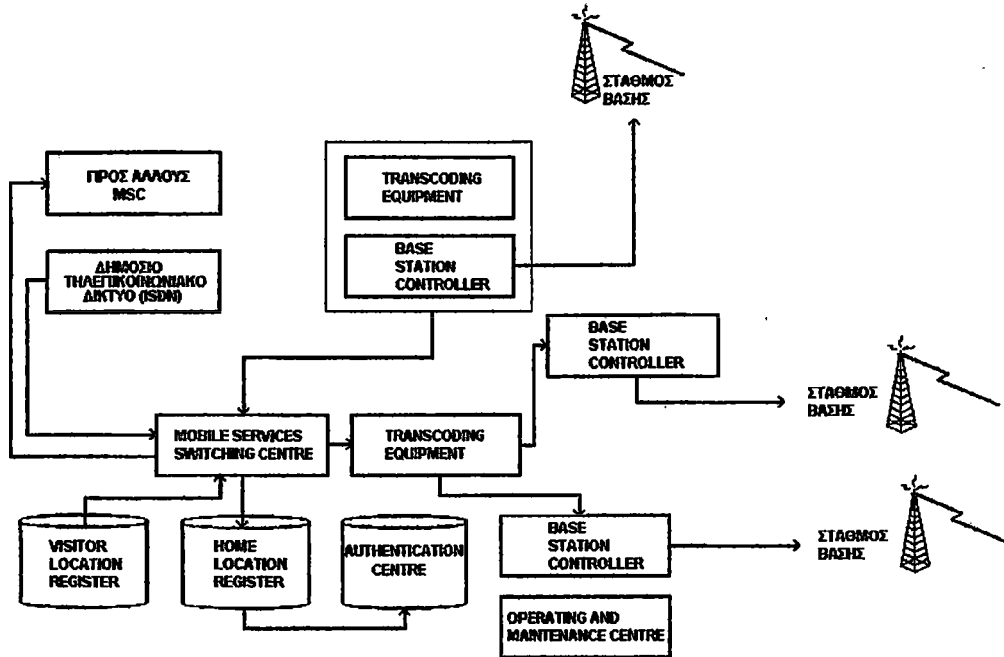 ΣΤΑΘΜΟΣ
ΒΑΣΗΣ
ΠΡΟΣ ΑΛΛΟΥΣ
MSC
TRANSCODING
EQUIPMENT
BASE
STATION
CONTROLLER
ΔΗΜΟΣΙΟ
ΤΗΛΕΠΙΚΟΙΝΩΝΙΑΚΟ
ΔΙΚΤΥΟ (ISDN)
BASE
STATION
CONTROLLER
ΣΤΑΘΜΟΣ
ΒΑΣΗΣ
MOBILE SERVICES
SWITCHING CENTRE
TRANSCODING
EQUIPMENT
VISITOR
LOCATION
REGISTER
HOME
LOCATION
REGISTER
AUTHENTICATION
CENTRE
BASE
STATION
CONTROLLER
ΣΤΑΘΜΟΣ
ΒΑΣΗΣ
OPERATING AND
MAINTENANCE CENTRE